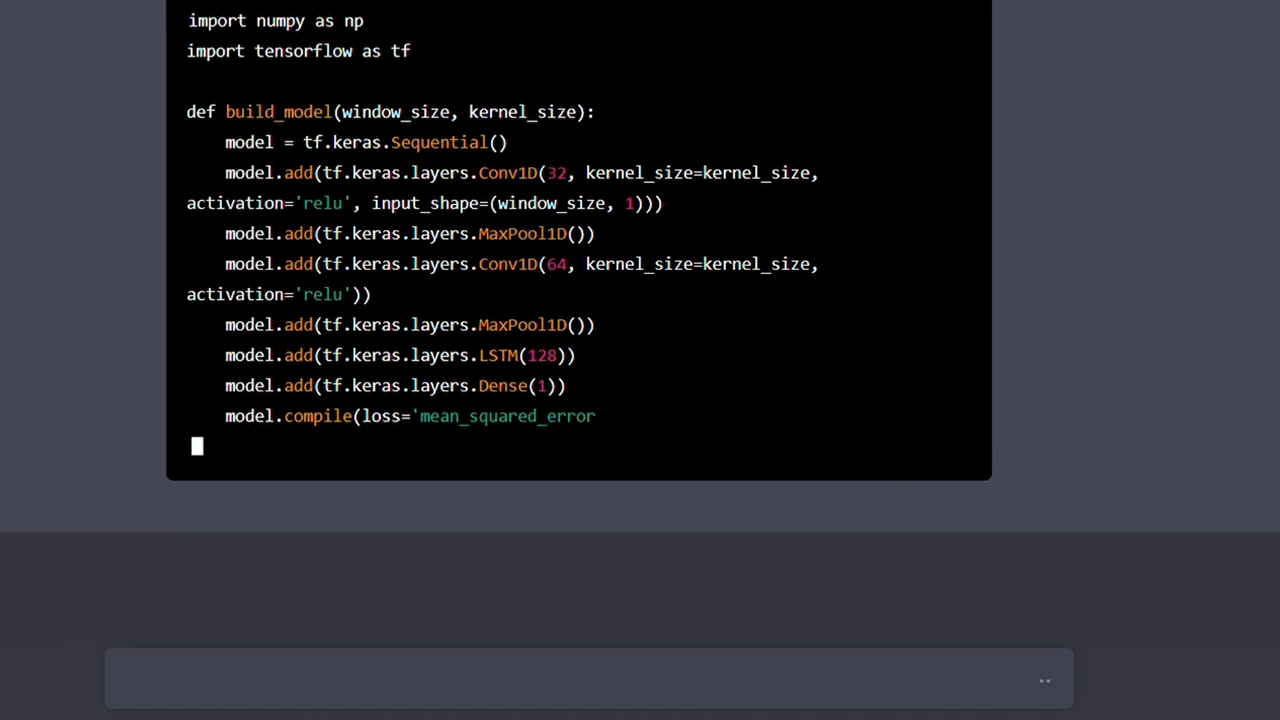 import numpy as np
import tensorflow as tf
def build_model(window_size, kernel_size):
model = tf.keras.Sequential()
model.add(tf.keras.layers.Conv1D(32, kernel_size=kernel_size,
activation='relu', input_shape=(window_size, 1)))
model.add(tf.keras.layers.MaxPool1D())
model.add(tf.keras.layers.Conv1D(64, kernel_size=kernel_size,
activation='relu'))
model.add(tf.keras.layers.MaxPool1D())
model.add(tf.keras.layers.LSTM(128))
model.add(tf.keras.layers.Dense(1))
model.compile(loss='mean_squared_error